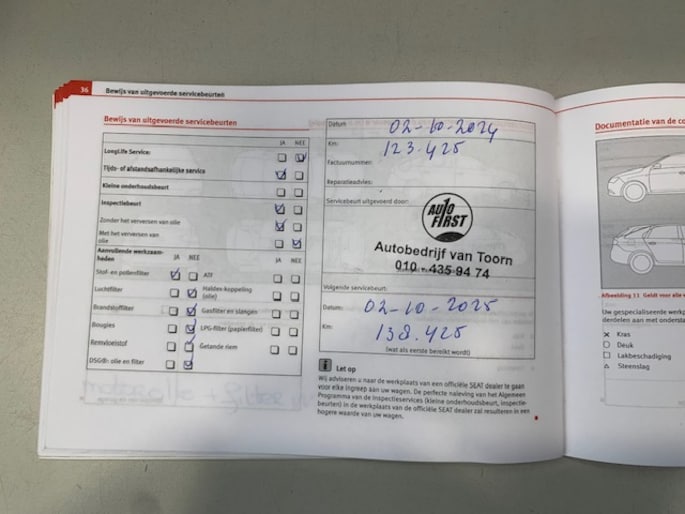 36 Bewijs van uitgevoerde servicebeurten
Bewijs van uitgevoerde servicebeurten
JA NEE
LongLife Service:
Tijds- of afstandsafhankelijke service
Kleine onderhoudsbeurt
Inspectiebeurt
Zonder het verversen van olie
Met het verversen van
olie
Aanvullende werkzaam-
heden
JA NEE
JA NEE
Stof- en pollenfilter
ATF
Luchtfilter
Haldex-koppeling
(olie)
Brandstoffilter
Gasfilter en slangen
Bougies
LPG-filter (papierfilter)
Remvloeistof
Getande riem
DSG®: olie en filter
Datum 02-10-2024
Km: 123.425
Factuurnummer:
Reparatieadvies:
Servicebeurt uitgevoerd door:
AUTO
FIRST
Autobedrijf van Toorn
010 - 435 94 74
Volgende servicebeurt:
Datum: 02-10-2025
Km: 138.425
(wat als eerste bereikt wordt)
Let op
Wij adviseren u naar de werkplaats van een officiële SEAT dealer te gaan
voor elke ingreep aan uw wagen. De perfecte naleving van het Algemeen
Programma van de Inspectieservices (kleine onderhoudsbeurt, inspectie-
beurten) in de werkplaats van de officiële SEAT dealer zal resulteren in een
hogere waarde van uw wagen.
Documentatie van de
Afbeelding 11 Geldt voor alle
Uw gespecialiseerde
derdelen aan met
Kras
Deuk
Lakbeschadiging
Steenslag